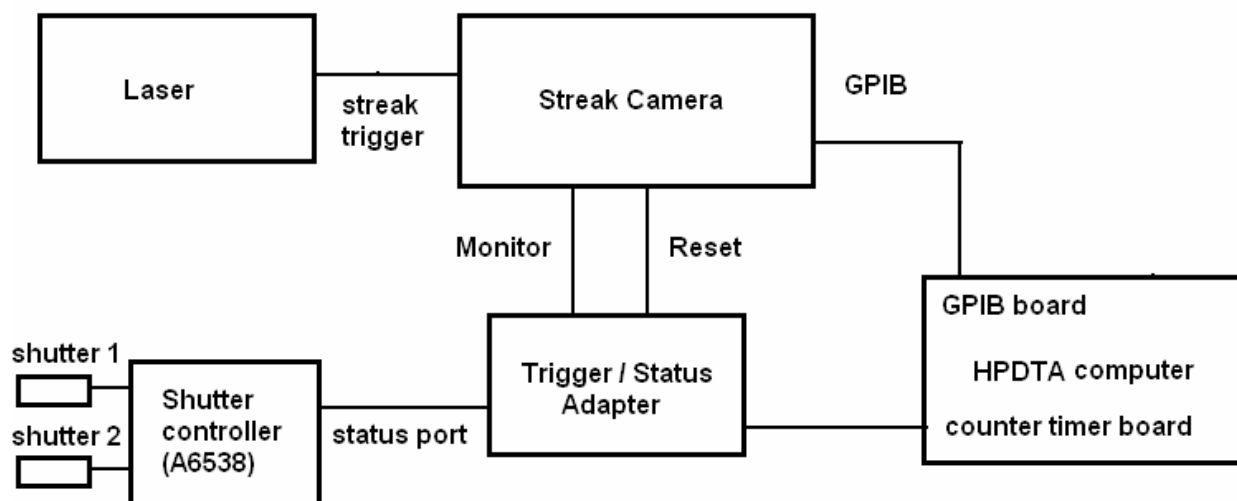 Laser
streak
trigger
Streak Camera
GPIB
Monitor
Reset
GPIB board
HPDTA computer
counter timer board
Trigger / Status
Adapter
shutter 1
shutter 2
Shutter
controller
(A6538)
status port